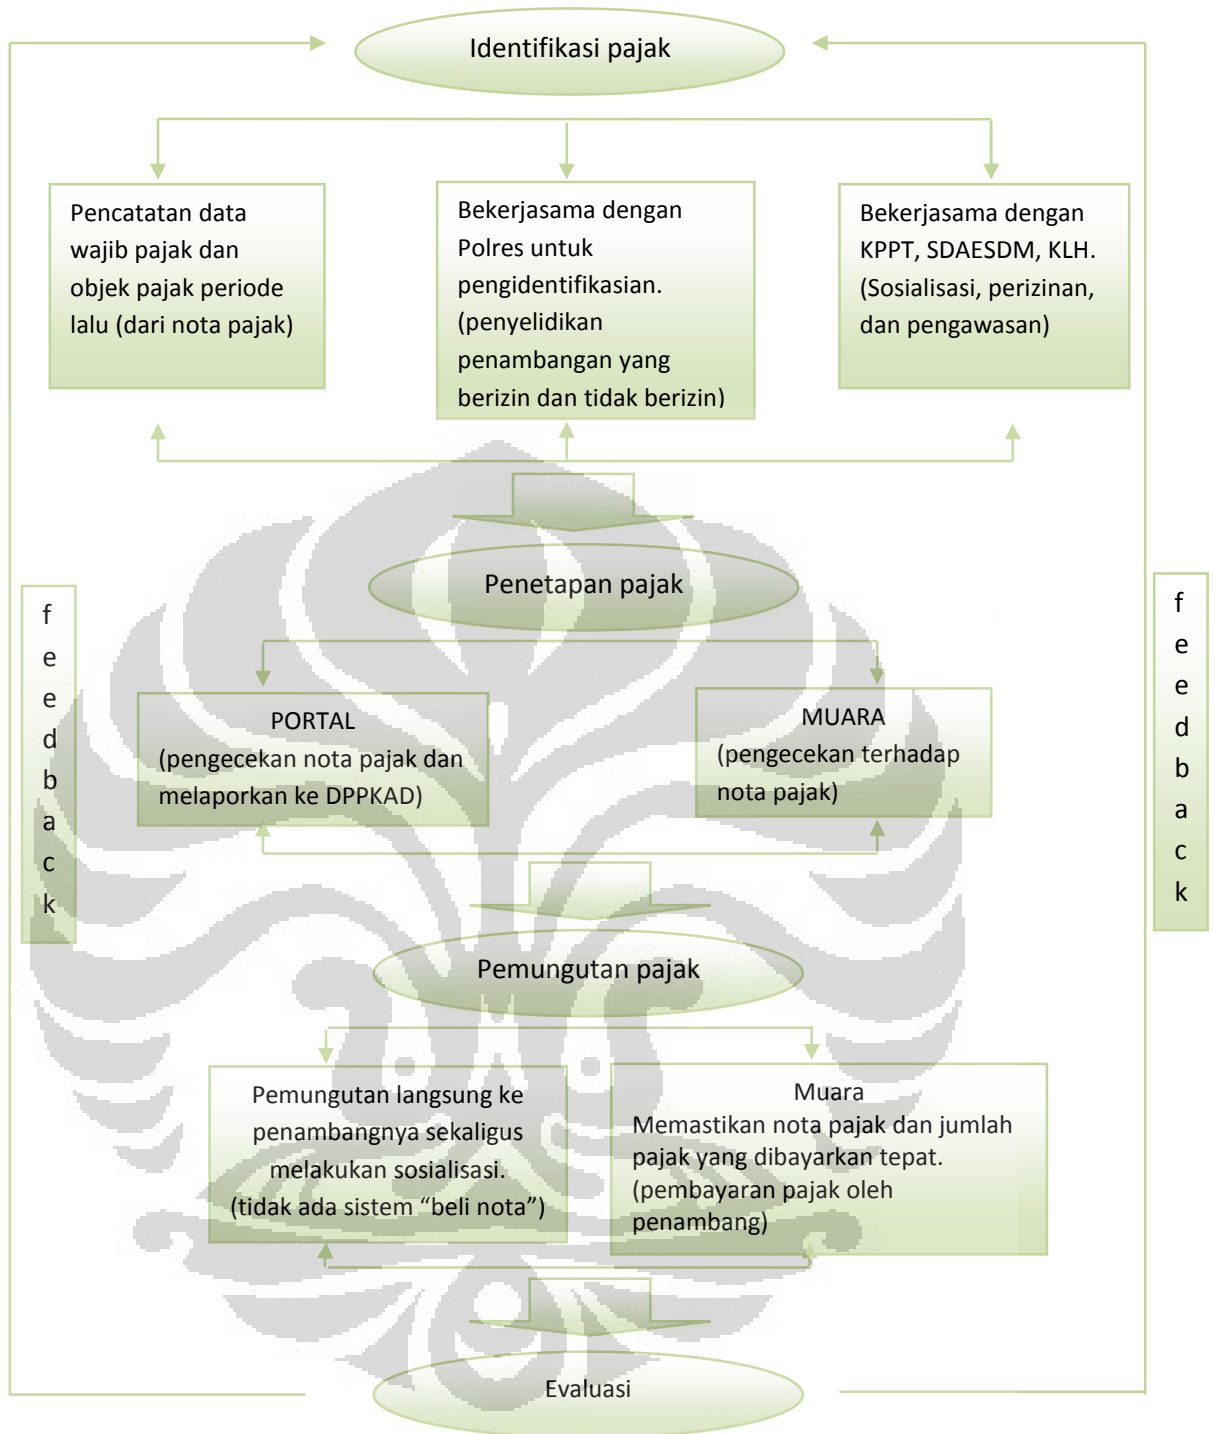 Identifikasi pajak
Pencatatan data
wajib pajak dan
objek pajak periode
lalu (dari nota pajak)
Bekerjasama dengan
Polres untuk
pengidentifikasian.
(penyelidikan
penambangan yang
berizin dan tidak berizin)
Bekerjasama dengan
KPPT, SDAESDM, KLH.
(Sosialisasi, perizinan,
dan pengawasan)
Penetapan pajak
f
e
e
d
b
a
c
k
f
e
e
d
b
a
c
k
PORTAL
(pengecekan nota pajak dan
melaporkan ke DPPKAD)
MUARA
(pengecekan terhadap
nota pajak)
Pemungutan pajak
Pemungutan langsung ke
penambangnya sekaligus
melakukan sosialisasi.
(tidak ada sistem “beli nota”)
Muara
Memastikan nota pajak dan jumlah
pajak yang dibayarkan tepat.
(pembayaran pajak oleh
penambang)
Evaluasi